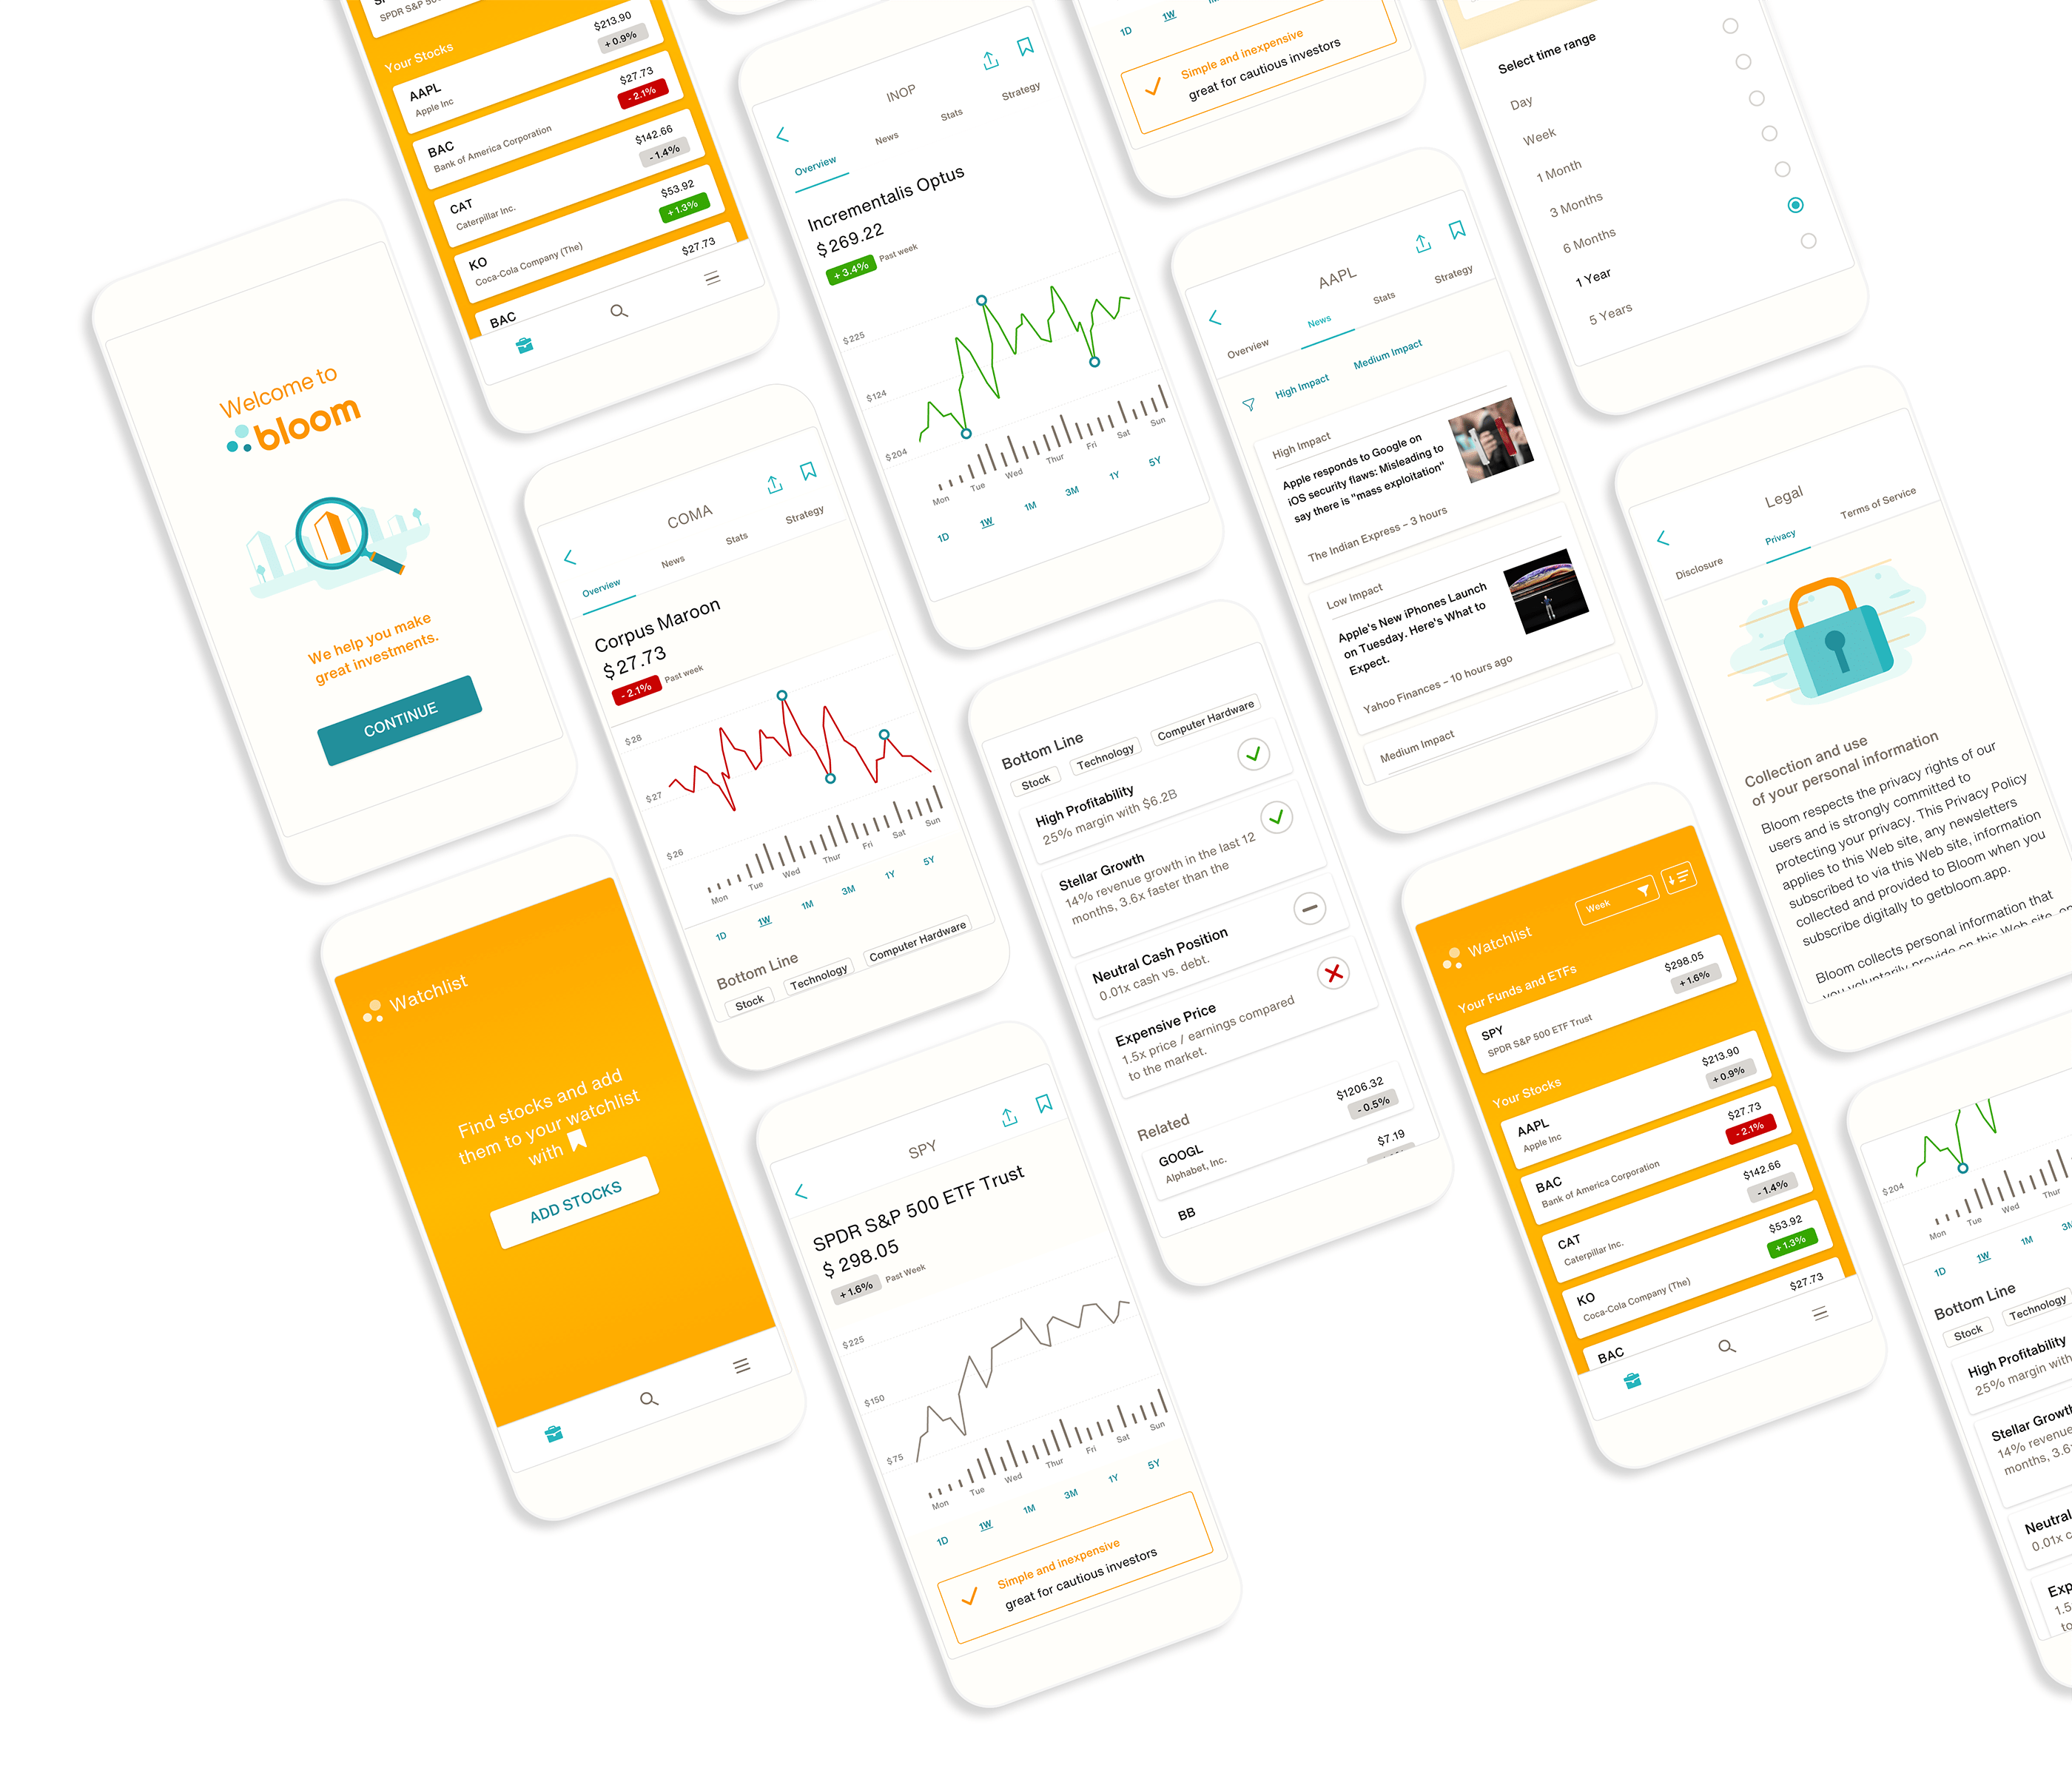 Welcome to
bloom
We help you make
great investments.
CONTINUE
SPDR S&P 500
Your Stocks
AAPL
Apple Inc
$213.90
+ 0.9%
BAC
Bank of America Corporation
$27.73
- 2.1%
CAT
Caterpillar Inc.
$142.66
- 1.4%
KO
Coca-Cola Company (The)
$53.92
+ 1.3%
BAC
$27.73
Watchlist
Find stocks and add
them to your watchlist
with
ADD STOCKS
COMA
Overview
News
Stats
Strategy
Corpus Maroon
$27.73
- 2.1%
Past week
$28
$27
$26
Mon
Tue
Wed
Thur
Fri
Sat
Sun
1D
1W
1M
3M
1Y
5Y
Bottom Line
Stock
Technology
Computer Hardware
INOP
Overview
News
Stats
Strategy
Incrementalis Optus
$269.22
+ 3.4%
Past week
$225
$124
$204
Mon
Tue
Wed
Thur
Fri
Sat
Sun
1D
1W
1M
3M
1Y
5Y
SPY
SPDR S&P 500 ETF Trust
$ 298.05
+ 1.6%
Past Week
$225
$150
$75
Mon
Tue
Wed
Thur
Fri
Sat
Sun
1D
1W
1M
3M
1Y
5Y
Simple and inexpensive
great for cautious investors
Bottom Line
Stock
Technology
Computer Hardware
High Profitability
25% margin with $6.2B
Stellar Growth
14% revenue growth in the last 12
months, 3.6x faster than the
Neutral Cash Position
0.01x cash vs. debt.
Expensive Price
1.5x price / earnings compared
to the market.
Related
GOOGL
Alphabet, Inc.
$1206.32
- 0.5%
BB
$7.19
1D
1W
Simple and inexpensive
great for cautious investors
AAPL
Overview
News
Stats
Strategy
High Impact
Medium Impact
High Impact
Apple responds to Google on
iOS security flaws: Misleading to
say there is "mass exploitation"
The Indian Express – 3 hours
Low Impact
Apple's New iPhones Launch
on Tuesday. Here's What to
Expect.
Yahoo Finances – 10 hours ago
Medium Impact
Watchlist
Week
Your Funds and ETFs
SPY
SPDR S&P 500 ETF Trust
$298.05
+ 1.6%
Your Stocks
AAPL
Apple Inc
$213.90
+ 0.9%
BAC
Bank of America Corporation
$27.73
- 2.1%
CAT
Caterpillar Inc.
$142.66
- 1.4%
KO
Coca-Cola Company (The)
$53.92
+ 1.3%
BAC
$27.73
Select time range
Day
Week
1 Month
3 Months
6 Months
1 Year
5 Years
Legal
Disclosure
Privacy
Terms of Service
Collection and use
of your personal information
Bloom respects the privacy rights of our
users and is strongly committed to
protecting your privacy. This Privacy Policy
applies to this Web site, any newsletters
subscribed to via this Web site, information
collected and provided to Bloom when you
subscribe digitally to getbloom.app.
Bloom collects personal information that
you voluntarily provide on this Web site, on
$204
Mon
Tue
Wed
Thur
1D
1W
1M
Bottom Line
Stock
Technology
High Profitability
25% margin with
Stellar Growth
14% revenue
months, 3.6
Neutral
0.01x
1.5
to